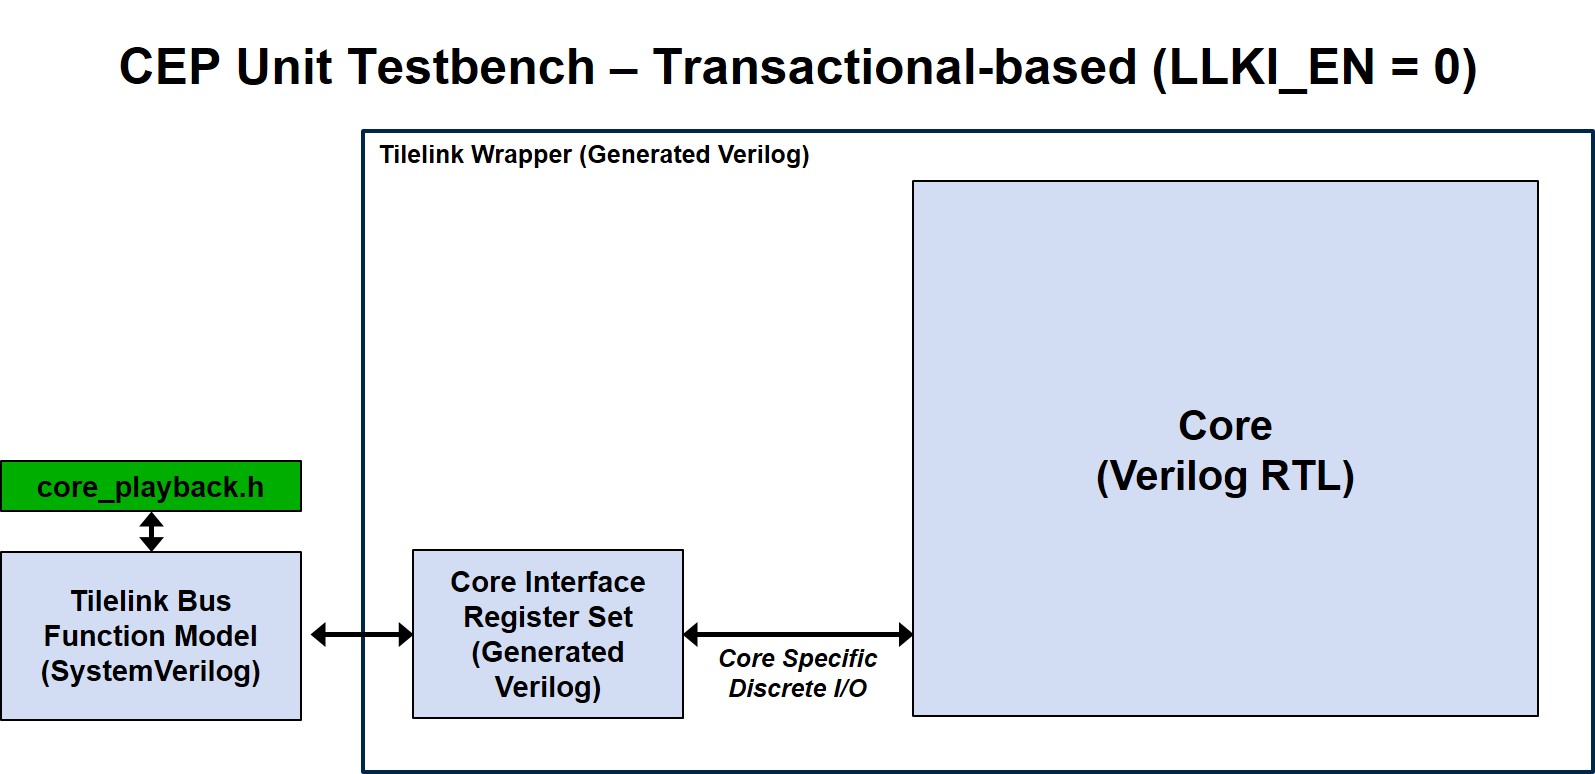 CEP Unit Testbench – Transactional-based (LLKI_EN = 0)
Tilelink Wrapper (Generated Verilog)
Core
(Verilog RTL)
core_playback.h
Tilelink Bus
Function Model
(SystemVerilog)
Core Interface
Register Set
(Generated
Verilog)
Core Specific
Discrete I/O